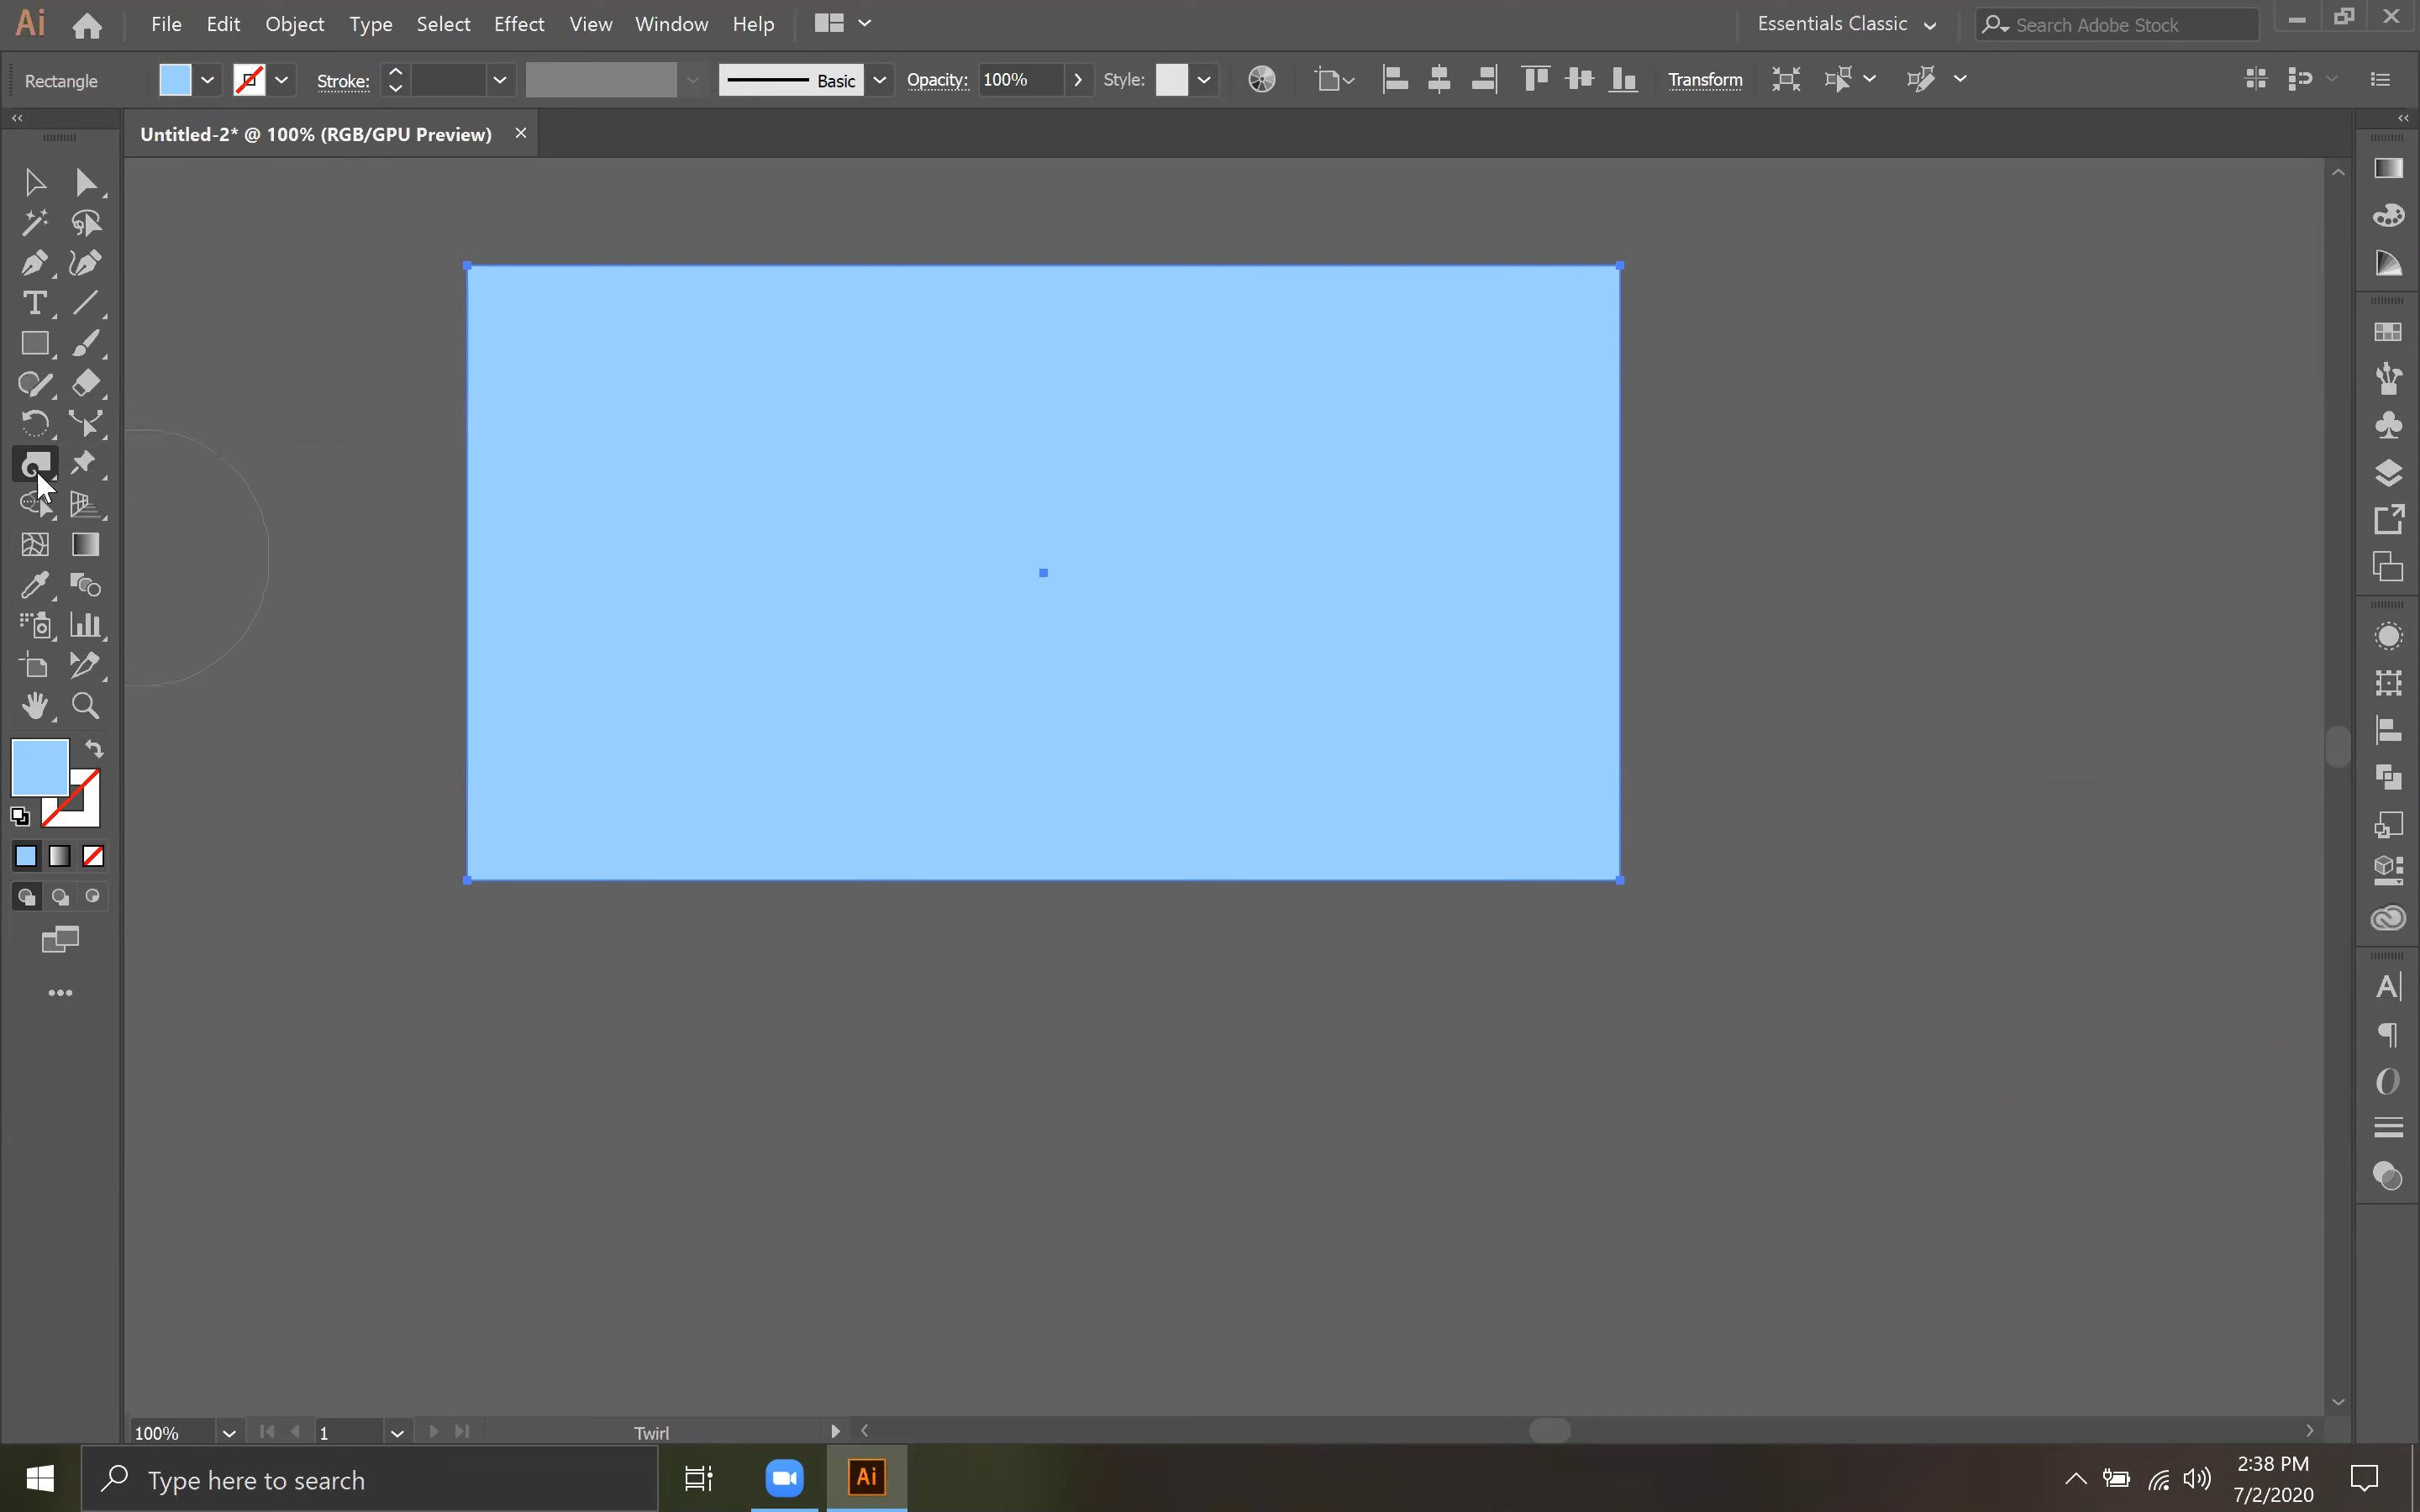 Ai File Edit Object Type Select Effect View Window Help Essentials Classic Search Adobe Stock
Rectangle Stroke: Basic Opacity: 100% Style: Transform
Untitled-2* @ 100% (RGB/GPU Preview)
100% 1 Twirl
Type here to search Ai 2:38 PM
7/2/2020